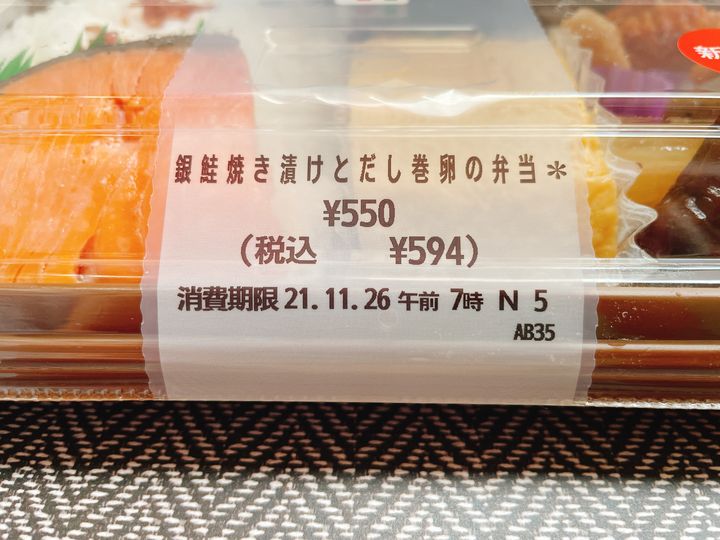 新
銀鮭焼き漬けとだし巻卵の弁当＊
¥550
(税込 ¥594)
消費期限 21.11.26 午前 7時 N 5
AB35